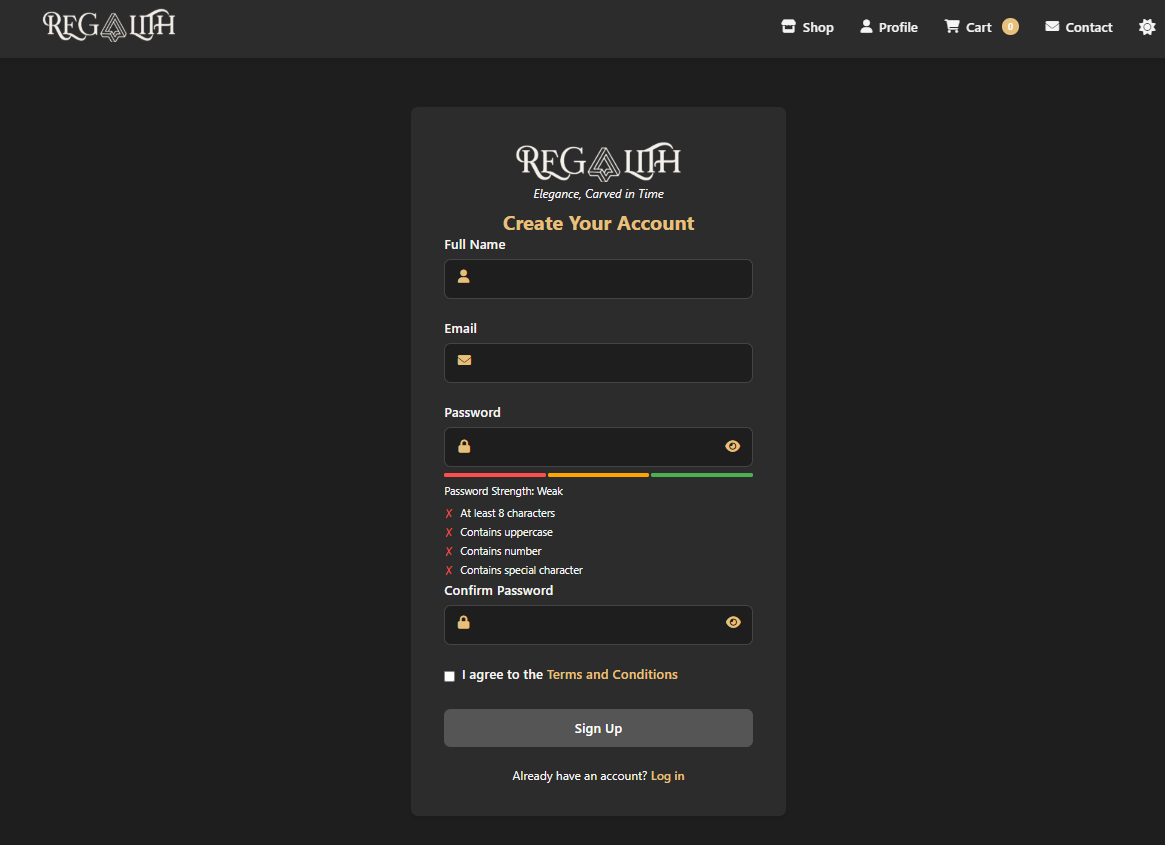 REGALITH
Shop Profile Cart 0 Contact
REGALITH
Elegance, Carved in Time
Create Your Account
Full Name
Email
Password
Password Strength: Weak
✗ At least 8 characters
✗ Contains uppercase
✗ Contains number
✗ Contains special character
Confirm Password
I agree to the Terms and Conditions
Sign Up
Already have an account? Log in